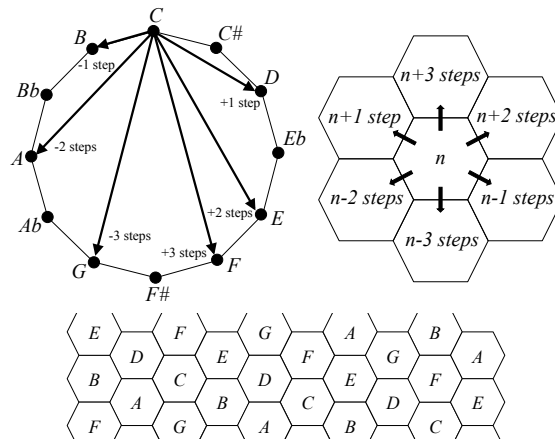 C
B
C#
-1 step
D
+1 step
Bb
Eb
A
-2 steps
+2 steps
E
Ab
-3 steps
+3 steps
G
F
F#
n+3 steps
n+1 step
n+2 steps
n
n-2 steps
n-1 steps
n-3 steps
E F G A B
D E F G A
B C D E F
A B C D E
F G A B C